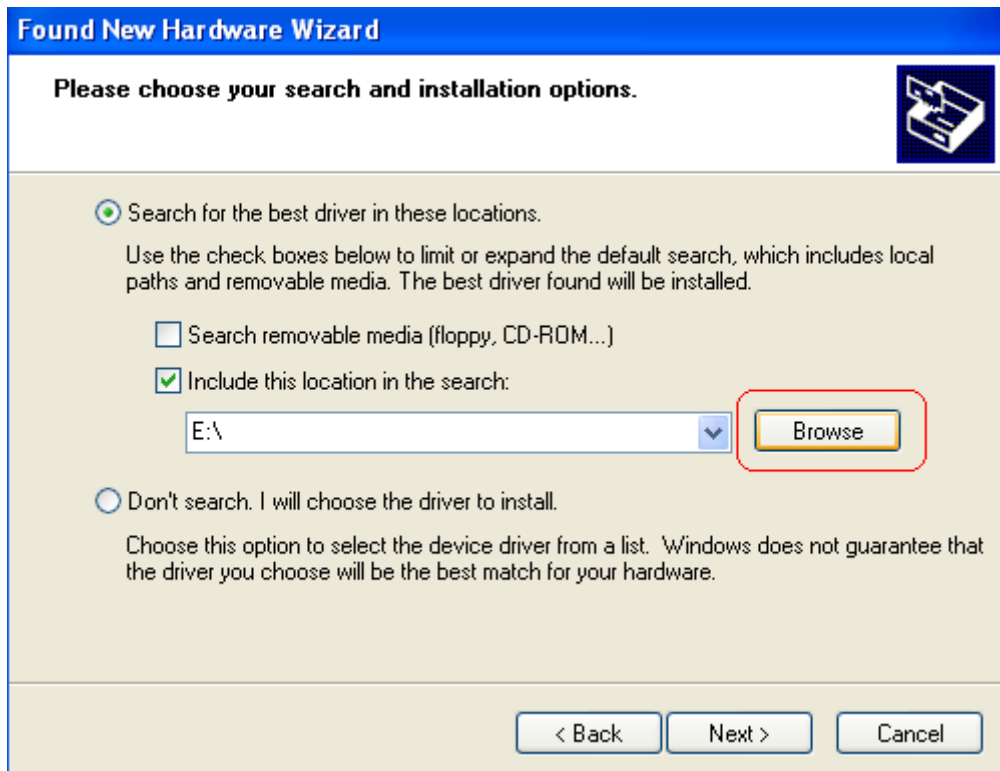 Found New Hardware Wizard
Please choose your search and installation options.
Search for the best driver in these locations.
Use the check boxes below to limit or expand the default search, which includes local
paths and removable media. The best driver found will be installed.
Search removable media (floppy, CD-ROM...)
Include this location in the search:
E:\
Browse
Don't search. I will choose the driver to install.
Choose this option to select the device driver from a list.  Windows does not guarantee that
the driver you choose will be the best match for your hardware.
< Back
Next >
Cancel